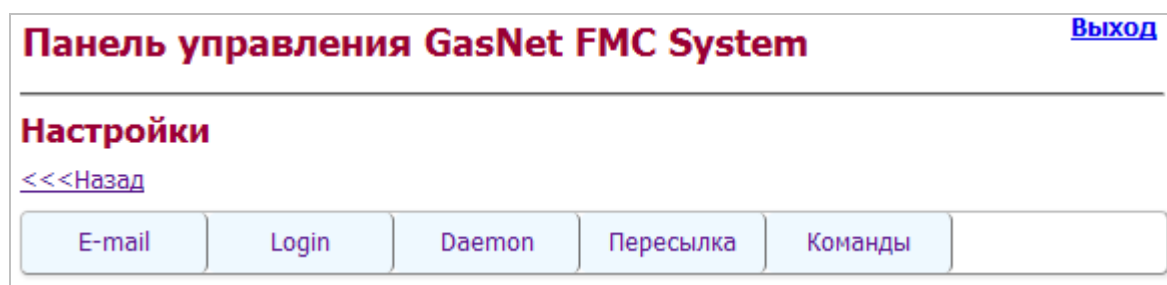 Панель управления GasNet FMC System
Выход
Настройки
<<<Назад
E-mail Login Daemon Пересылка Команды